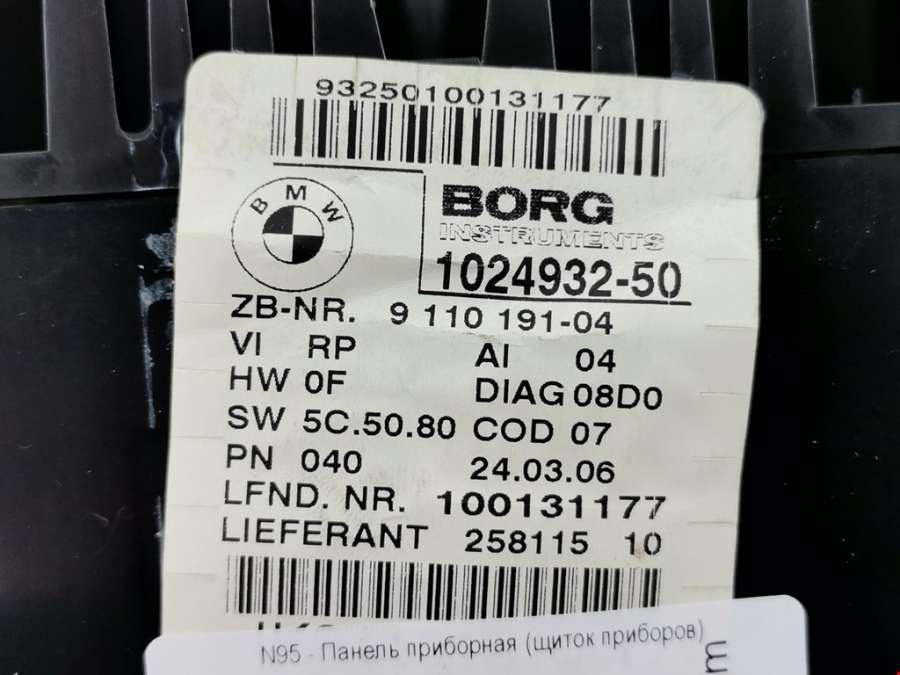 93250100131177
BMW
BORG
INSTRUMENTS
1024932-50
ZB-NR. 9 110 191-04
VI RP AI 04
HW 0F DIAG 08D0
SW 5C.50.80 COD 07
PN 040 24.03.06
LFND. NR. 100131177
LIEFERANT 258115 10
N95 - Панель приборная (щиток приборов)
m